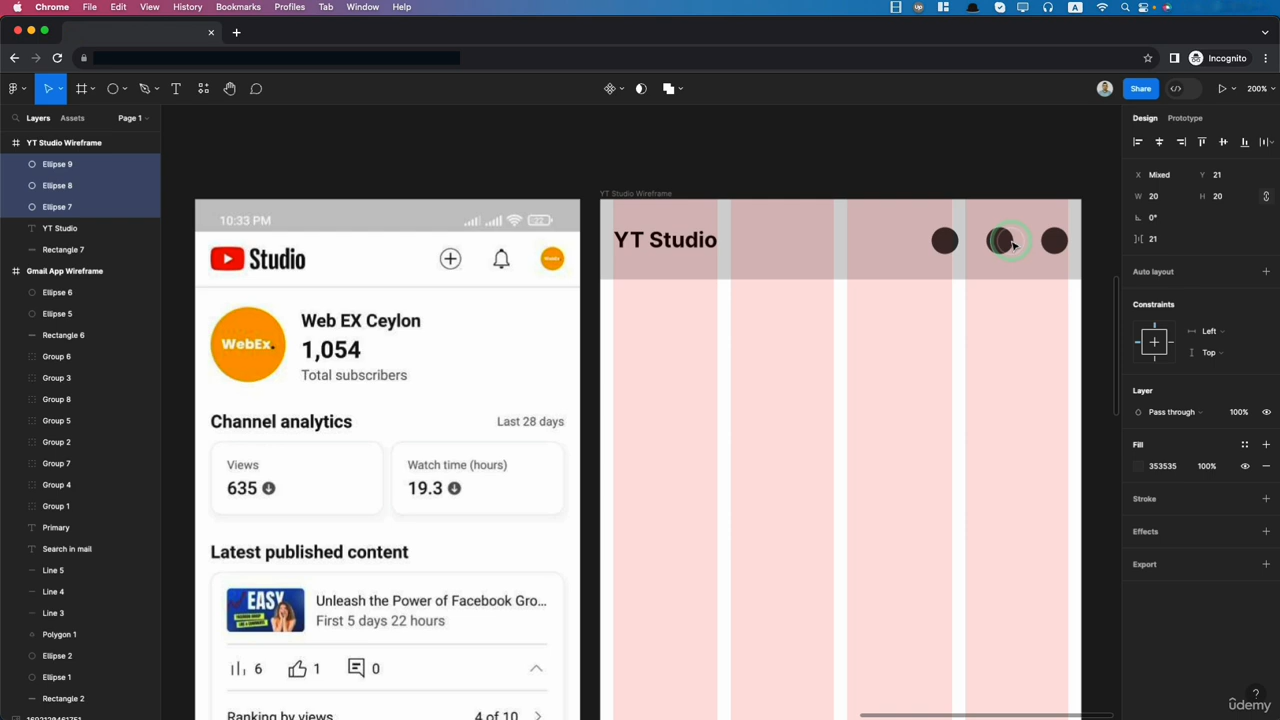 Chrome File Edit View History Bookmarks Profiles Tab Window Help
Incognito
Share
200%
Layers Assets Page 1
Design Prototype
YT Studio Wireframe
Ellipse 9
Ellipse 8
Ellipse 7
YT Studio
Rectangle 7
Gmail App Wireframe
Ellipse 6
Ellipse 5
Rectangle 6
Group 6
Group 3
Group 8
Group 5
Group 2
Group 7
Group 4
Group 1
Primary
Search in mail
Line 5
Line 4
Line 3
Polygon 1
Ellipse 2
Ellipse 1
Rectangle 2
10:33 PM
22
Studio
WebEx
WebEx.
Web EX Ceylon
1,054
Total subscribers
Channel analytics
Last 28 days
Views
635
Watch time (hours)
19.3
Latest published content
EASY
Unleash the Power of Facebook Gro...
First 5 days 22 hours
6 1 0
Ranking by views
4 of 10
YT Studio Wireframe
YT Studio
X Mixed Y 21
W 20 H 20
0°
21
Auto layout
Constraints
Left
Top
Layer
Pass through 100%
Fill
353535 100%
Stroke
Effects
Export
?
udemy